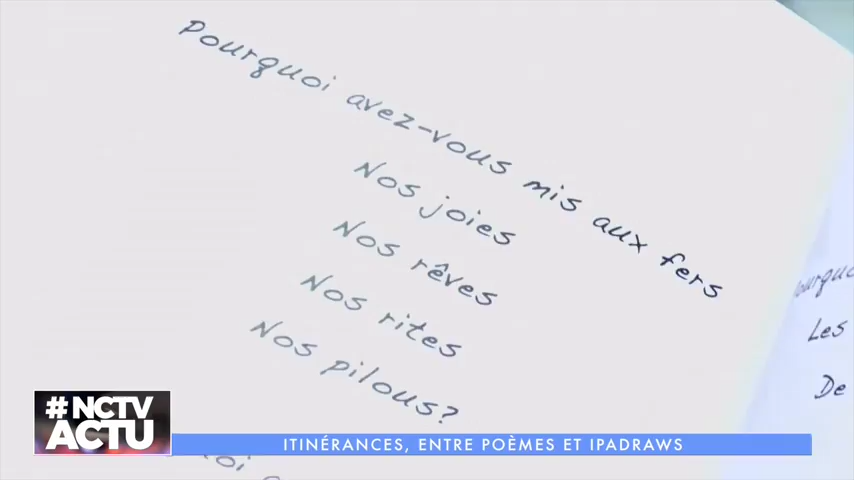 Pourquoi avez-vous mis aux fers
Nos joies
Nos rêves
Nos rites
Nos pilous?
Les
De
#NCTV
ACTU
ITINÉRANCES, ENTRE POÈMES ET IPADRAWS